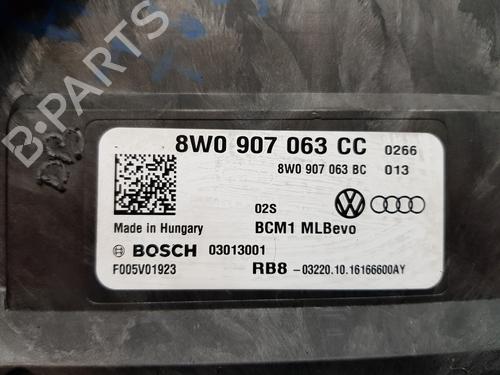 B-PARTS
8W0 907 063 CC 0266
8W0 907 063 BC 013
02S
Made in Hungary BCM1 MLBevo
BOSCH 03013001
F005V01923 RB8 -03220.10.16166600AY